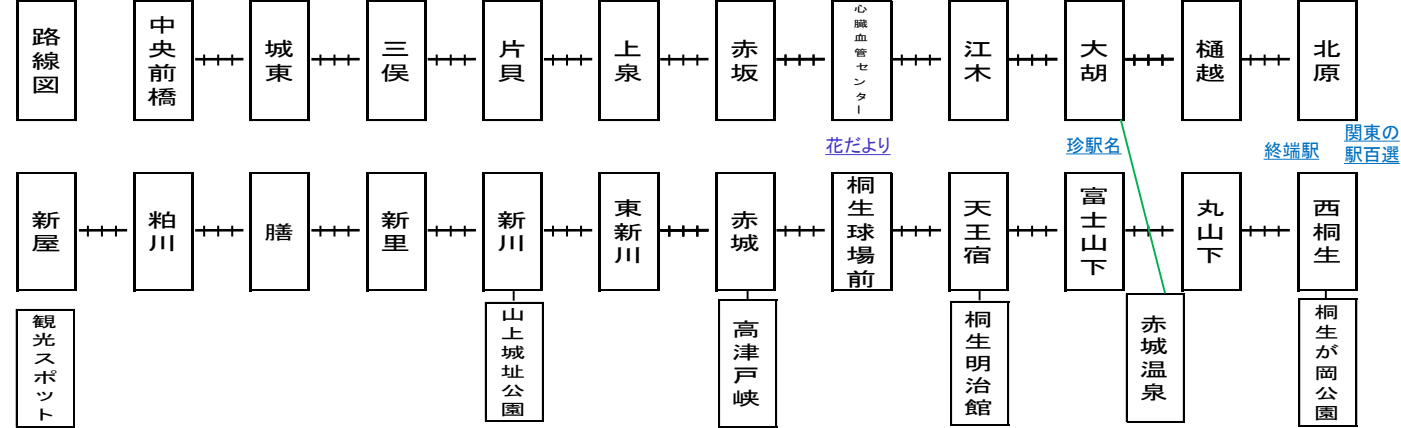 路線図
中央前橋
城東
三俣
片貝
上泉
赤坂
心臓血管センター
江木
大胡
樋越
北原
花だより
珍駅名
終端駅
関東の
駅百選
新屋
粕川
膳
新里
新川
東新川
赤城
桐生球場前
天王宿
富士山下
丸山下
西桐生
観光スポット
山上城址公園
高津戸峡
桐生明治館
赤城温泉
桐生が岡公園